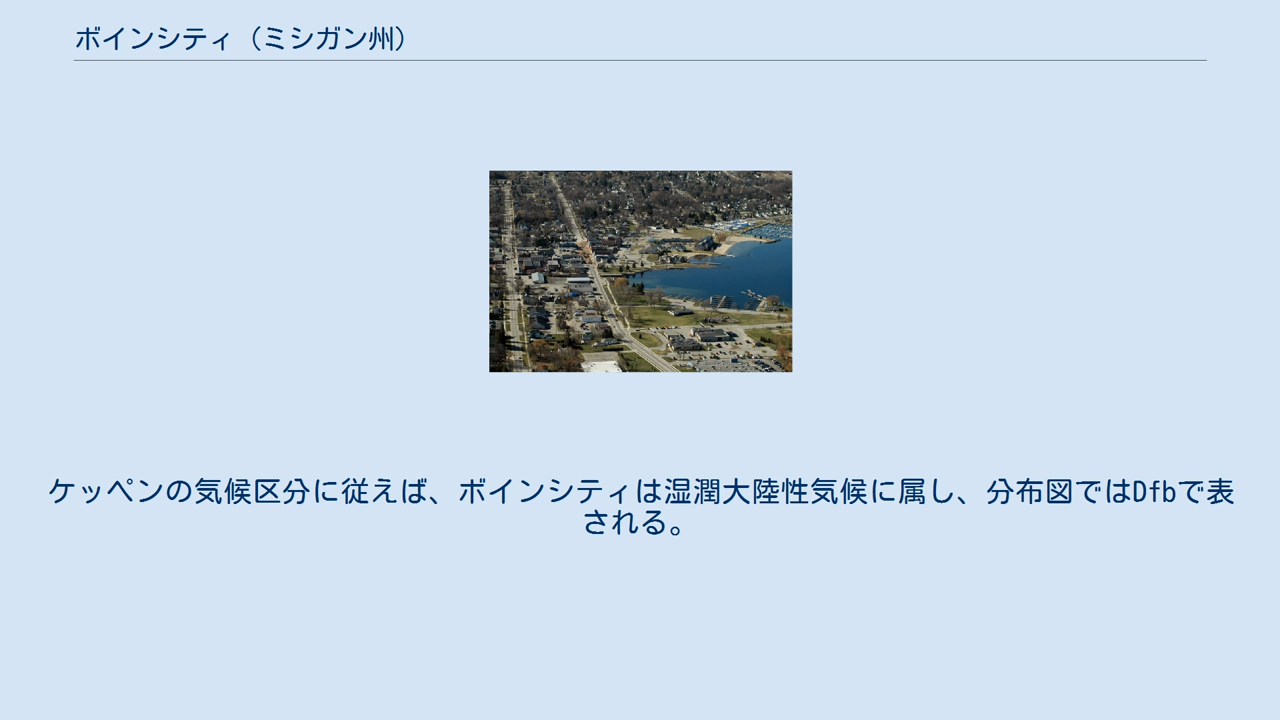 ボインシティ（ミシガン州）
ケッペンの気候区分に従えば、ボインシティは湿潤大陸性気候に属し、分布図ではDfbで表
される。